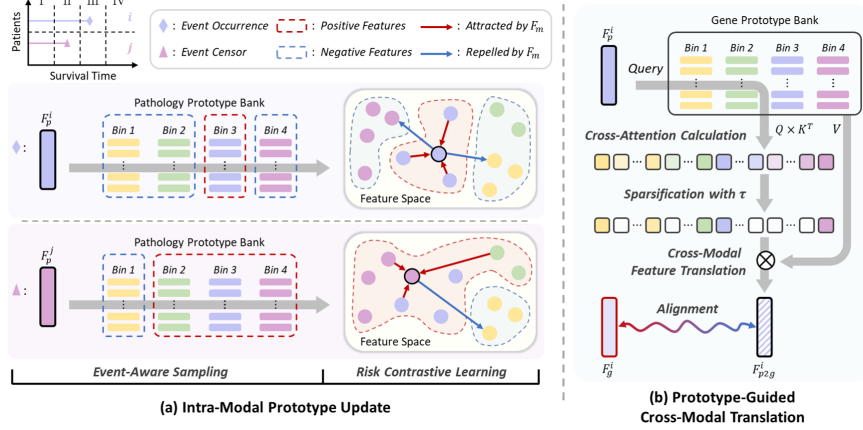 I II III IV
Patients
i
j
Survival Time
: Event Occurrence
: Positive Features
: Attracted by F_m
: Event Censor
: Negative Features
: Repelled by F_m
F_p^i
Pathology Prototype Bank
Bin 1 Bin 2 Bin 3 Bin 4
:
Feature Space
F_p^j
Pathology Prototype Bank
Bin 1 Bin 2 Bin 3 Bin 4
:
Feature Space
Event-Aware Sampling
Risk Contrastive Learning
(a) Intra-Modal Prototype Update
Gene Prototype Bank
F_p^i
Bin 1 Bin 2 Bin 3 Bin 4
Query
Q × K^T
V
Cross-Attention Calculation
Sparsification with τ
Cross-Modal
Feature Translation
Alignment
F_g^i
F_{p2g}^i
(b) Prototype-Guided
Cross-Modal Translation